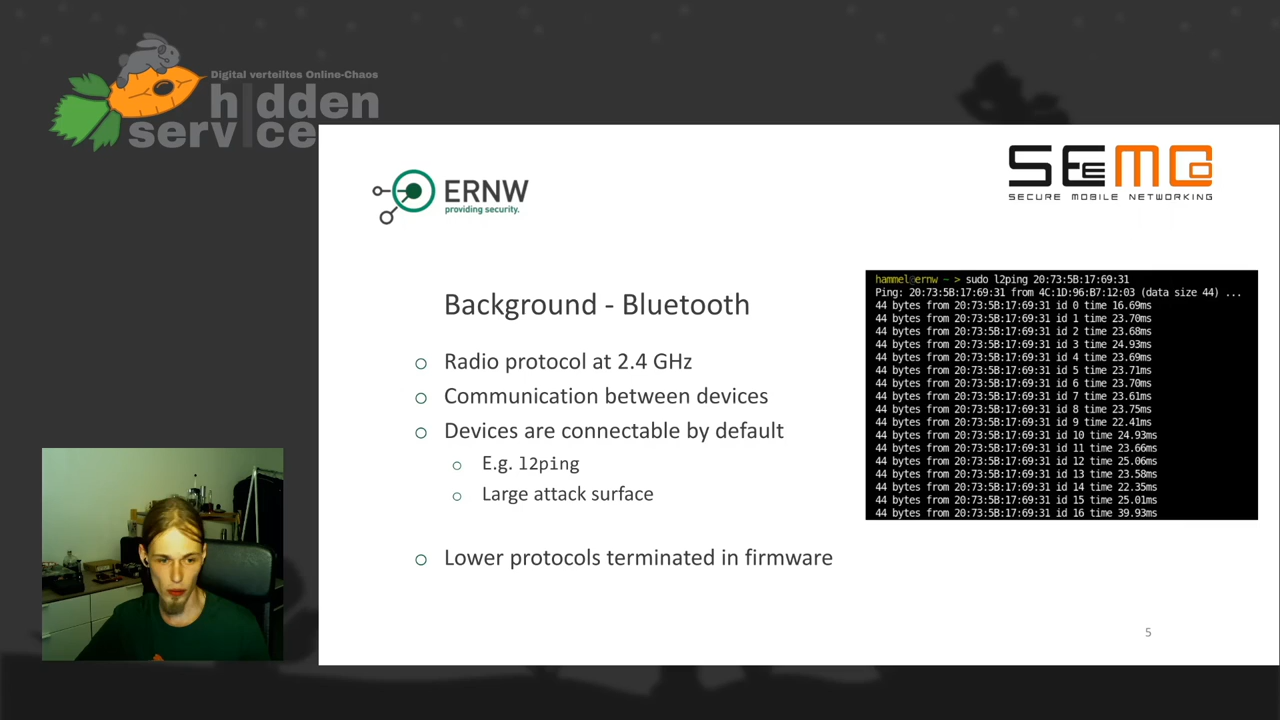 Digital verteiltes Online-Chaos
hidden
service
ERNW
providing security.
SEEMOO
SECURE MOBILE NETWORKING
Background - Bluetooth
Radio protocol at 2.4 GHz
Communication between devices
Devices are connectable by default
E.g. l2ping
Large attack surface
Lower protocols terminated in firmware
hammel@ernw ~ > sudo l2ping 20:73:5B:17:69:31
Ping: 20:73:5B:17:69:31 from 4C:1D:96:B7:12:03 (data size 44) ...
44 bytes from 20:73:5B:17:69:31 id 0 time 16.69ms
44 bytes from 20:73:5B:17:69:31 id 1 time 23.70ms
44 bytes from 20:73:5B:17:69:31 id 2 time 23.68ms
44 bytes from 20:73:5B:17:69:31 id 3 time 24.93ms
44 bytes from 20:73:5B:17:69:31 id 4 time 23.69ms
44 bytes from 20:73:5B:17:69:31 id 5 time 23.71ms
44 bytes from 20:73:5B:17:69:31 id 6 time 23.70ms
44 bytes from 20:73:5B:17:69:31 id 7 time 23.61ms
44 bytes from 20:73:5B:17:69:31 id 8 time 23.75ms
44 bytes from 20:73:5B:17:69:31 id 9 time 22.41ms
44 bytes from 20:73:5B:17:69:31 id 10 time 24.93ms
44 bytes from 20:73:5B:17:69:31 id 11 time 23.66ms
44 bytes from 20:73:5B:17:69:31 id 12 time 25.06ms
44 bytes from 20:73:5B:17:69:31 id 13 time 23.58ms
44 bytes from 20:73:5B:17:69:31 id 14 time 22.35ms
44 bytes from 20:73:5B:17:69:31 id 15 time 25.01ms
44 bytes from 20:73:5B:17:69:31 id 16 time 39.93ms
5